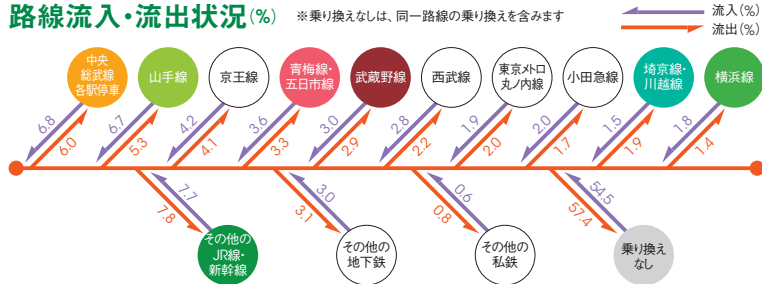 路線流入・流出状況(%) ※乗り換えなしは、同一路線の乗り換えを含みます
流入(%)
流出(%)
中央
総武線
各駅停車
山手線
京王線
青梅線・
五日市線
武蔵野線
西武線
東京メトロ
丸ノ内線
小田急線
埼京線・
川越線
横浜線
6.8
6.0
6.7
5.3
4.2
4.1
3.6
3.3
3.0
2.9
2.8
2.2
1.9
2.0
2.0
1.7
1.5
1.9
1.8
1.4
7.7
7.8
3.0
3.1
0.6
0.8
54.5
57.4
その他の
JR線・
新幹線
その他の
地下鉄
その他の
私鉄
乗り換え
なし